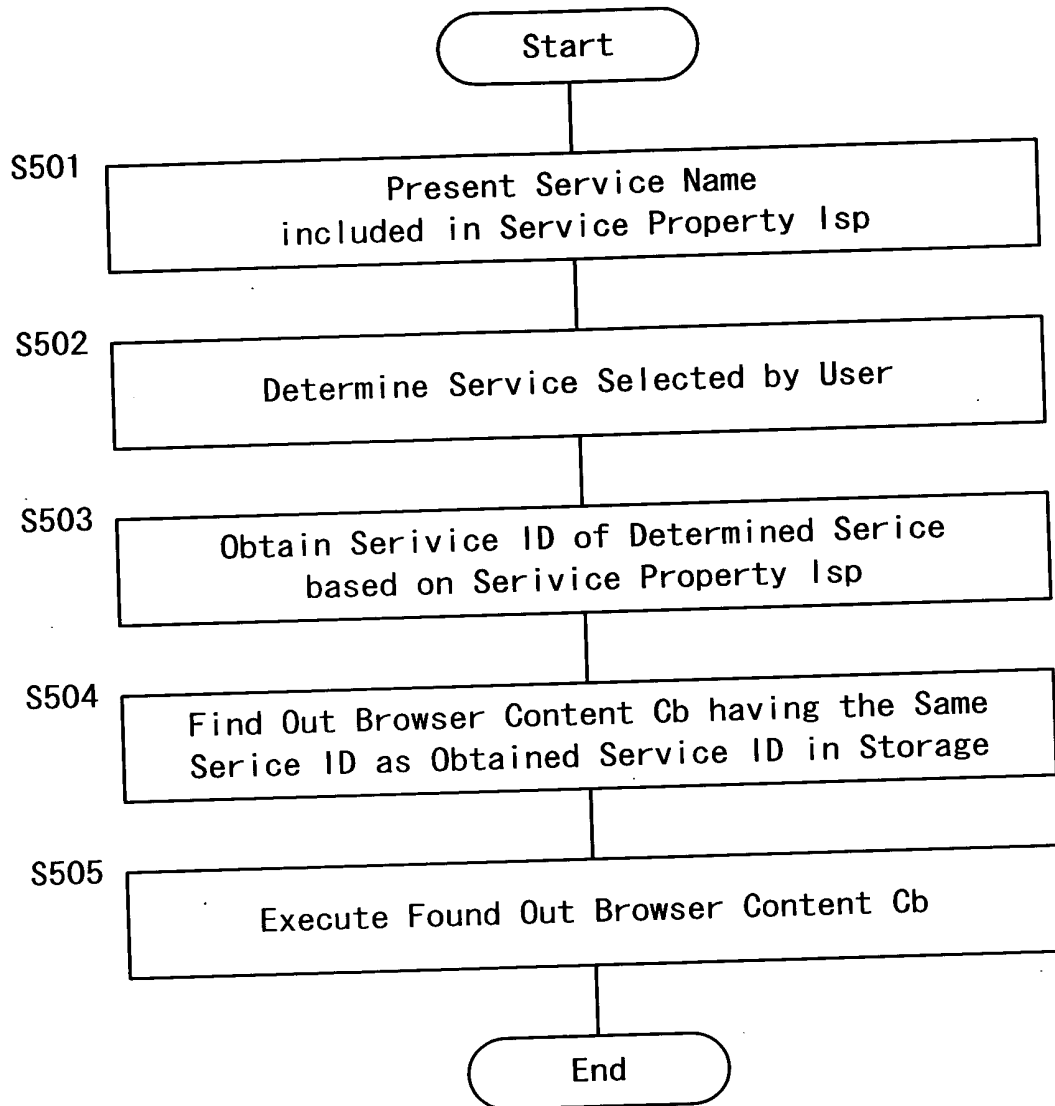 Start
S501
Present Service Name
included in Service Property Isp
S502
Determine Service Selected by User
S503
Obtain Serivice ID of Determined Serice
based on Serivice Property Isp
S504
Find Out Browser Content Cb having the Same
Serice ID as Obtained Service ID in Storage
S505
Execute Found Out Browser Content Cb
End